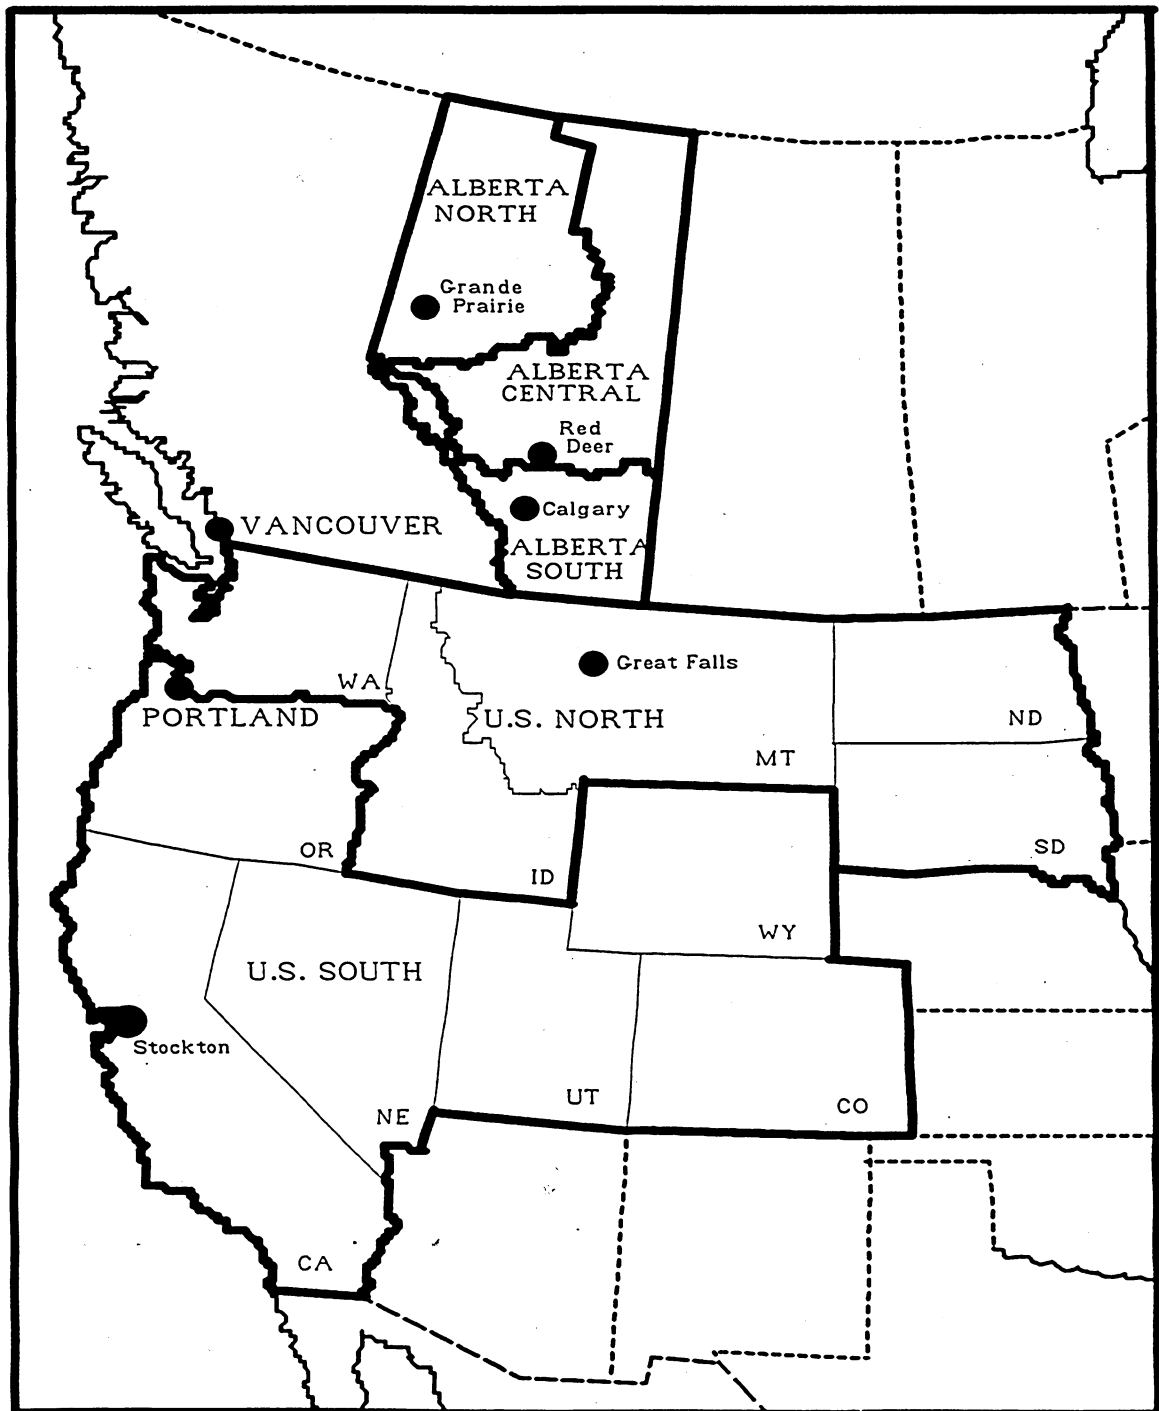 ALBERTA
NORTH
Grande
Prairie
ALBERTA
CENTRAL
Red
Deer
Calgary
VANCOUVER
ALBERTA
SOUTH
Great Falls
WA
PORTLAND
U.S. NORTH
ND
MT
OR
SD
ID
WY
U.S. SOUTH
Stockton
UT
CO
NE
CA